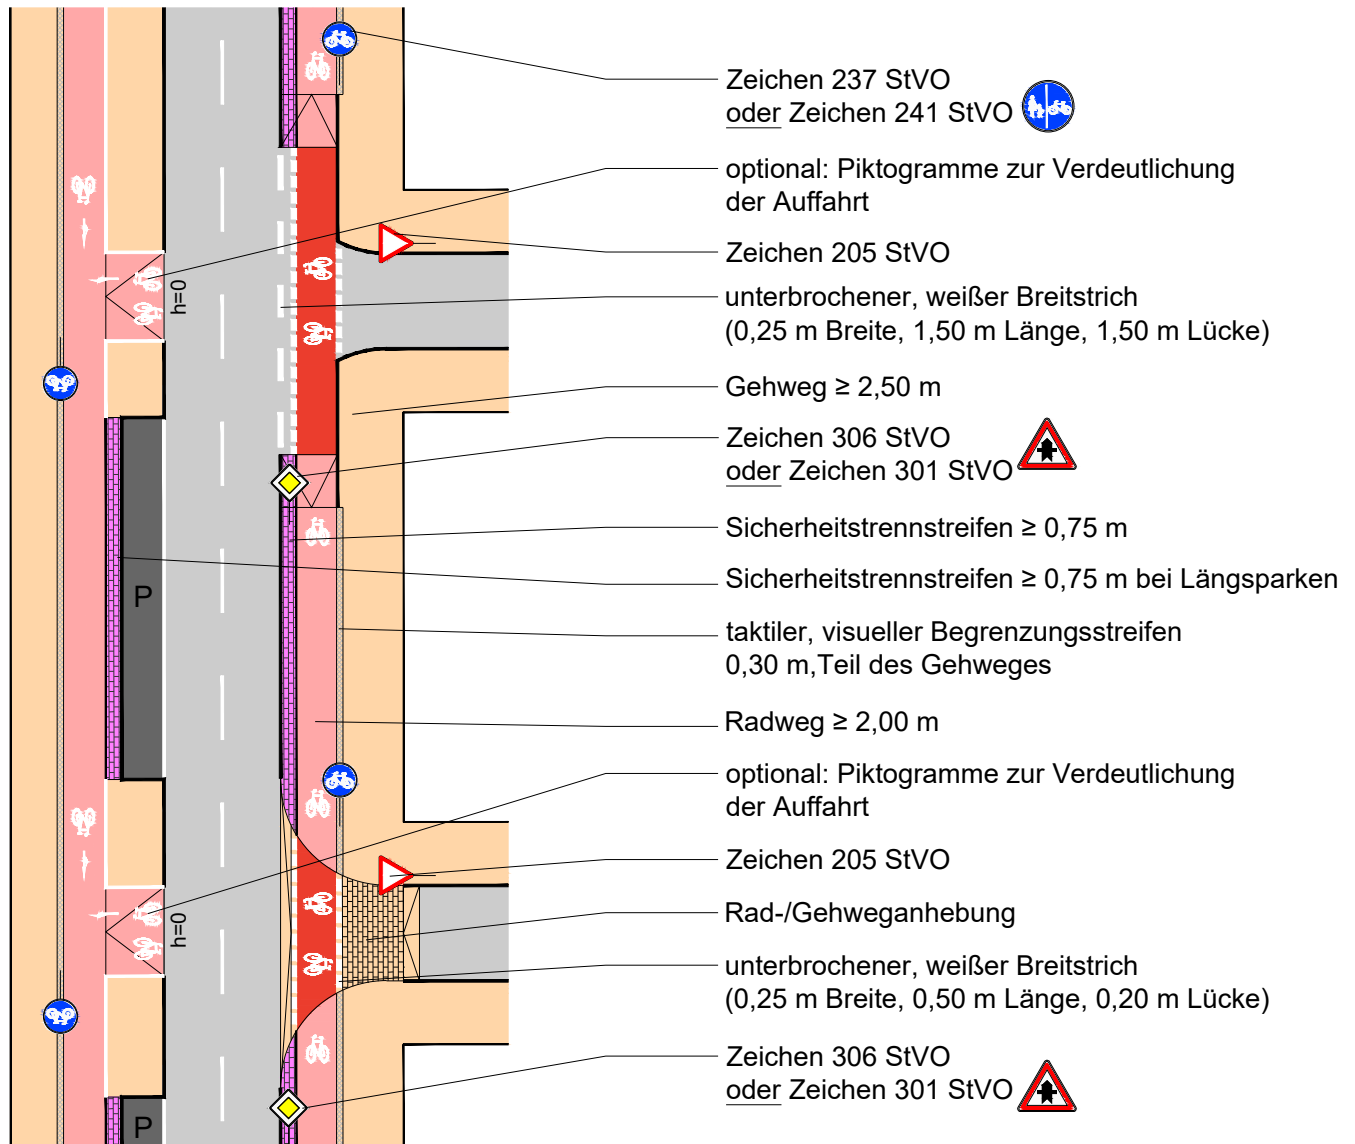 Zeichen 237 StVO
oder Zeichen 241 StVO
optional: Piktogramme zur Verdeutlichung
der Auffahrt
Zeichen 205 StVO
unterbrochener, weißer Breitstrich
(0,25 m Breite, 1,50 m Länge, 1,50 m Lücke)
h=0
Gehweg ≥ 2,50 m
Zeichen 306 StVO
oder Zeichen 301 StVO
Sicherheitstrennstreifen ≥ 0,75 m
Sicherheitstrennstreifen ≥ 0,75 m bei Längsparken
P
taktiler, visueller Begrenzungsstreifen
0,30 m,Teil des Gehweges
Radweg ≥ 2,00 m
optional: Piktogramme zur Verdeutlichung
der Auffahrt
Zeichen 205 StVO
Rad-/Gehweganhebung
h=0
unterbrochener, weißer Breitstrich
(0,25 m Breite, 0,50 m Länge, 0,20 m Lücke)
Zeichen 306 StVO
oder Zeichen 301 StVO
P